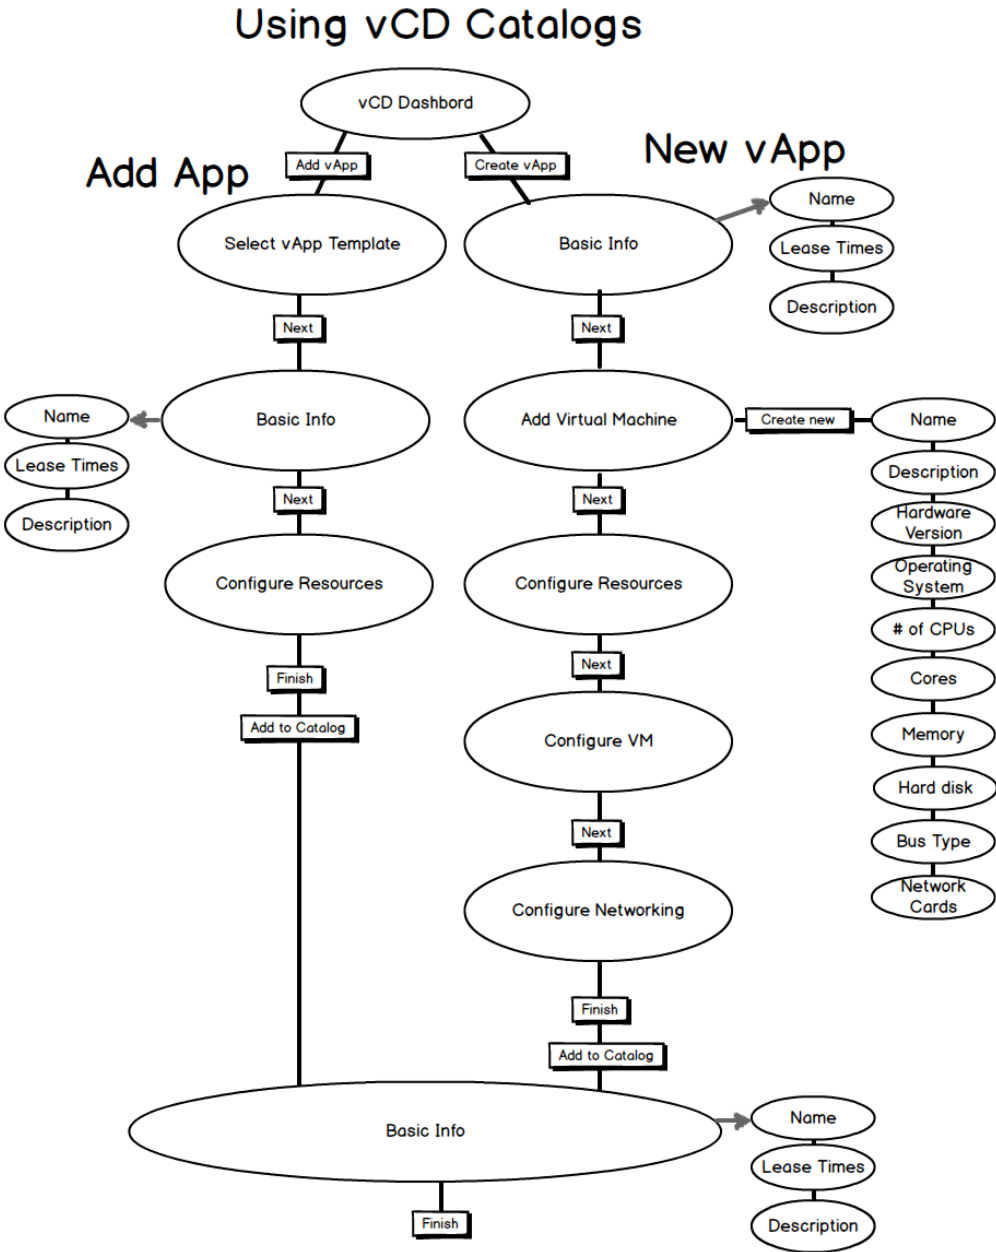 Using vCD Catalogs
vCD Dashbord
Add App
New vApp
Add vApp
Create vApp
Select vApp Template
Basic Info
Name
Lease Times
Description
Next
Next
Name
Lease Times
Description
Basic Info
Add Virtual Machine
Create new
Name
Description
Hardware
Version
Operating
System
# of CPUs
Cores
Memory
Hard disk
Bus Type
Network
Cards
Next
Next
Configure Resources
Configure Resources
Finish
Add to Catalog
Next
Configure VM
Next
Configure Networking
Finish
Add to Catalog
Basic Info
Name
Lease Times
Description
Finish